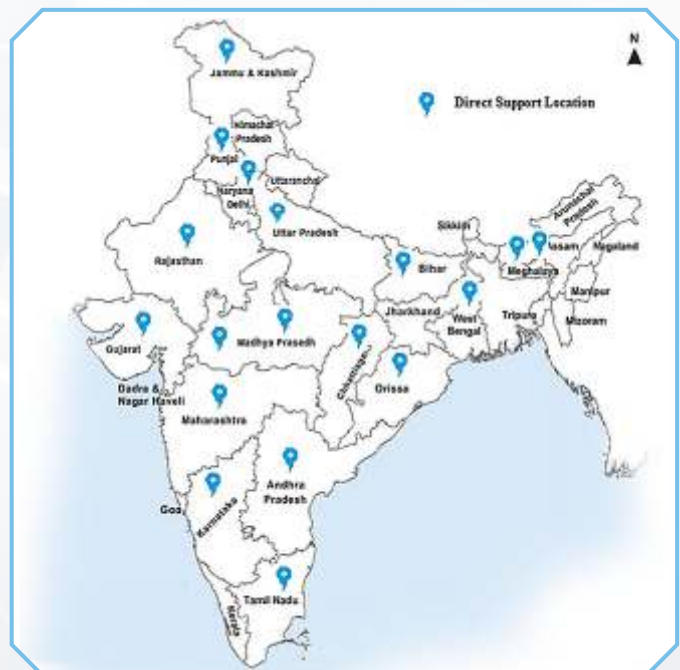 N
Jammu & Kashmir
Direct Support Location
Himachal
Pradesh
Punjab
Uttaranchal
Haryana
Delhi
Arunachal
Pradesh
Sikkim
Uttar Pradesh
Assam
Nagaland
Rajasthan
Bihar
Meghalaya
Manipur
Jharkhand
West
Bengal
Tripura
Mizoram
Gujarat
Madhya Prasedh
Chhattisgarh
Orissa
Dadra &
Nagar Haveli
Maharashtra
Andhra
Pradesh
Goa
Karnataka
Tamil Nadu
Kerala